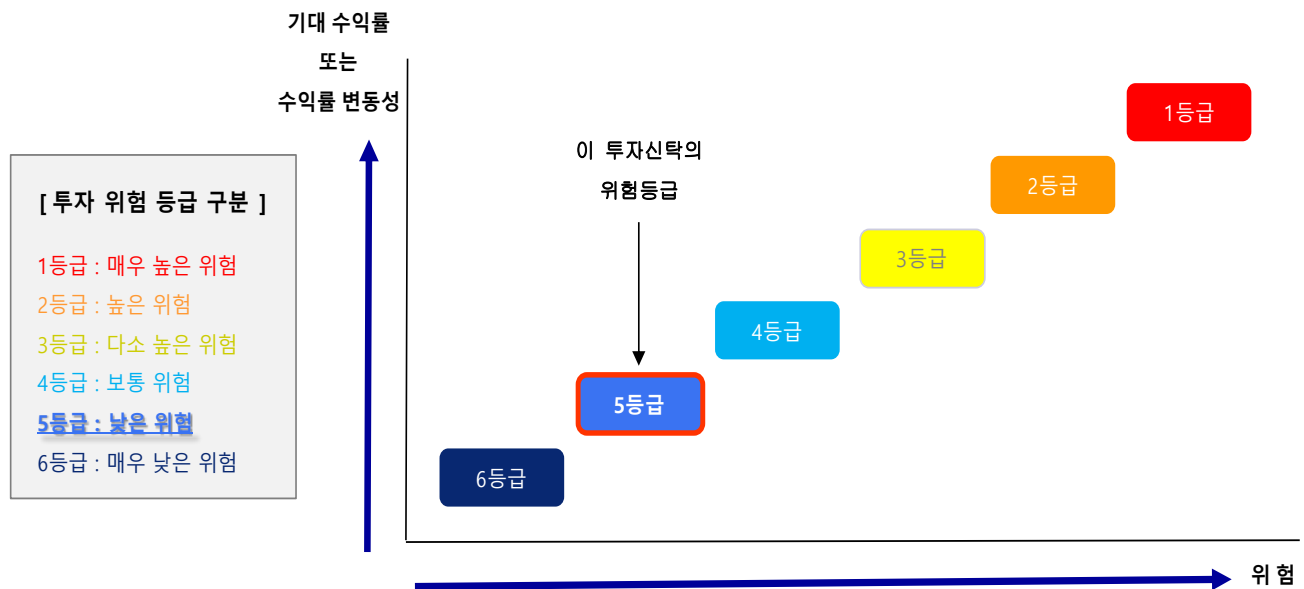 기대 수익률
또는
수익률 변동성
[ 투자 위험 등급 구분 ]
1등급 : 매우 높은 위험
2등급 : 높은 위험
3등급 : 다소 높은 위험
4등급 : 보통 위험
5등급 : 낮은 위험
6등급 : 매우 낮은 위험
이 투자신탁의
위험등급
1등급
2등급
3등급
4등급
5등급
6등급
위 험